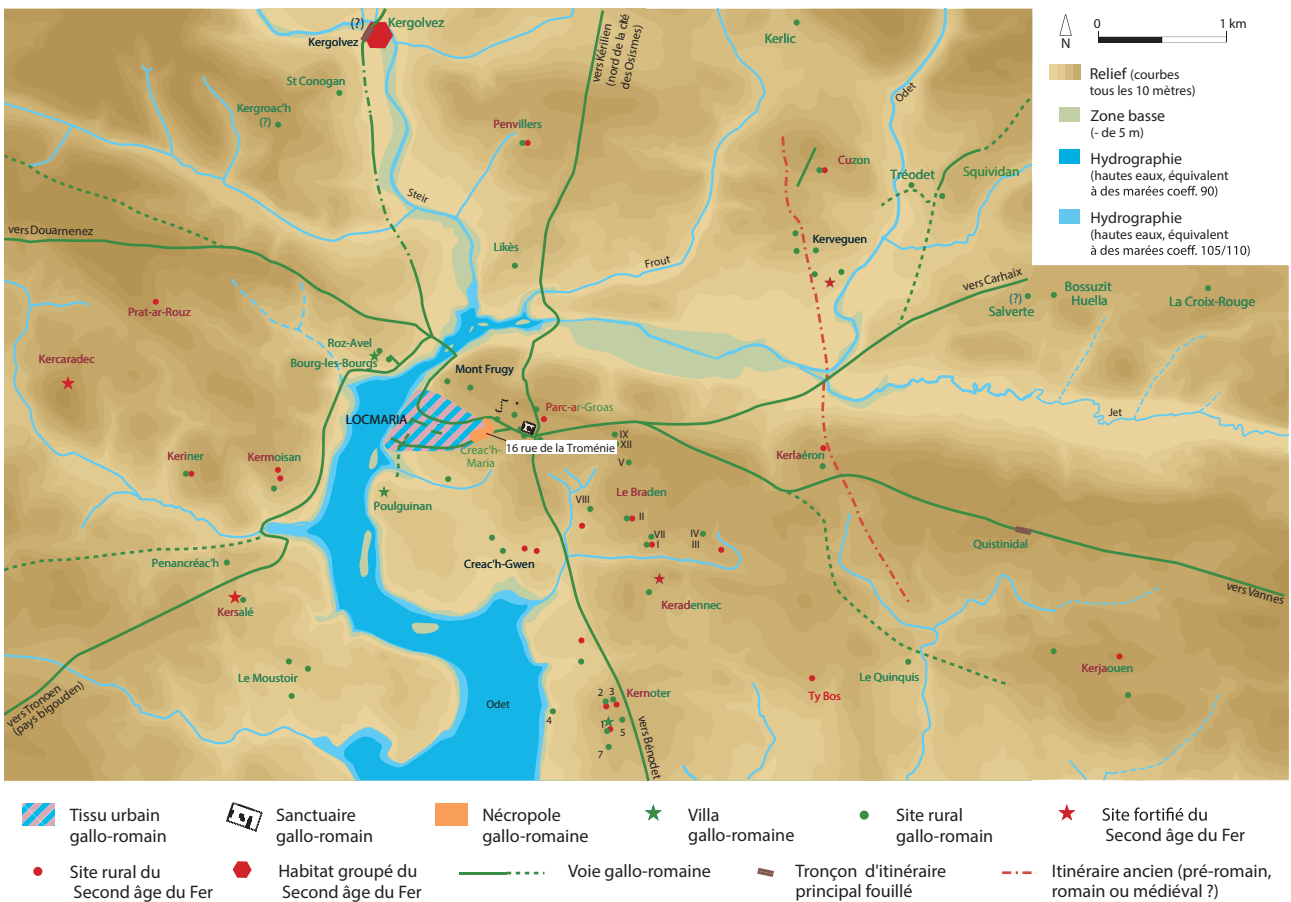 (?)
Kergolvez
Kergolvez
vers Kérilien
(nord de la cité
des Osismes)
Kerlic
St Conogan
Kergroac'h
(?)
Penvillers
Odet
Cuzon
Tréodet
Squividan
Steir
vers Douarnenez
Likès
Frout
Kerveguen
vers Carhaix
(?)
Salverte
Bossuzit
Huella
La Croix-Rouge
Prat-ar-Rouz
Roz-Avel
Bourg-les-Bourgs
Kercaradec
Mont Frugy
LOCMARIA
Parc-ar-Groas
Jet
16 rue de la Troménie
Creac'h-
Maria
IX
XII
V
Keriner
Kermoisan
Kerlaéron
Poulguinan
Le Braden
VIII
II
VII
I
IV
III
Quistinidal
Penancréac'h
Creac'h-Gwen
vers Vannes
Kersalé
Keradennec
Le Moustoir
Kerjaouen
Le Quinquis
Ty Bos
vers Tronoen
(pays bigouden)
Odet
Kernoter
2
3
4
1
5
7
vers Bénodet
N
0
1 km
Relief (courbes
tous les 10 mètres)
Zone basse
(- de 5 m)
Hydrographie
(hautes eaux, équivalent
à des marées coeff. 90)
Hydrographie
(hautes eaux, équivalent
à des marées coeff. 105/110)
Tissu urbain
gallo-romain
Sanctuaire
gallo-romain
Nécropole
gallo-romaine
Villa
gallo-romaine
Site rural
gallo-romain
Site fortifié du
Second âge du Fer
Site rural du
Second âge du Fer
Habitat groupé du
Second âge du Fer
Voie gallo-romaine
Tronçon d'itinéraire
principal fouillé
Itinéraire ancien (pré-romain,
romain ou médiéval ?)